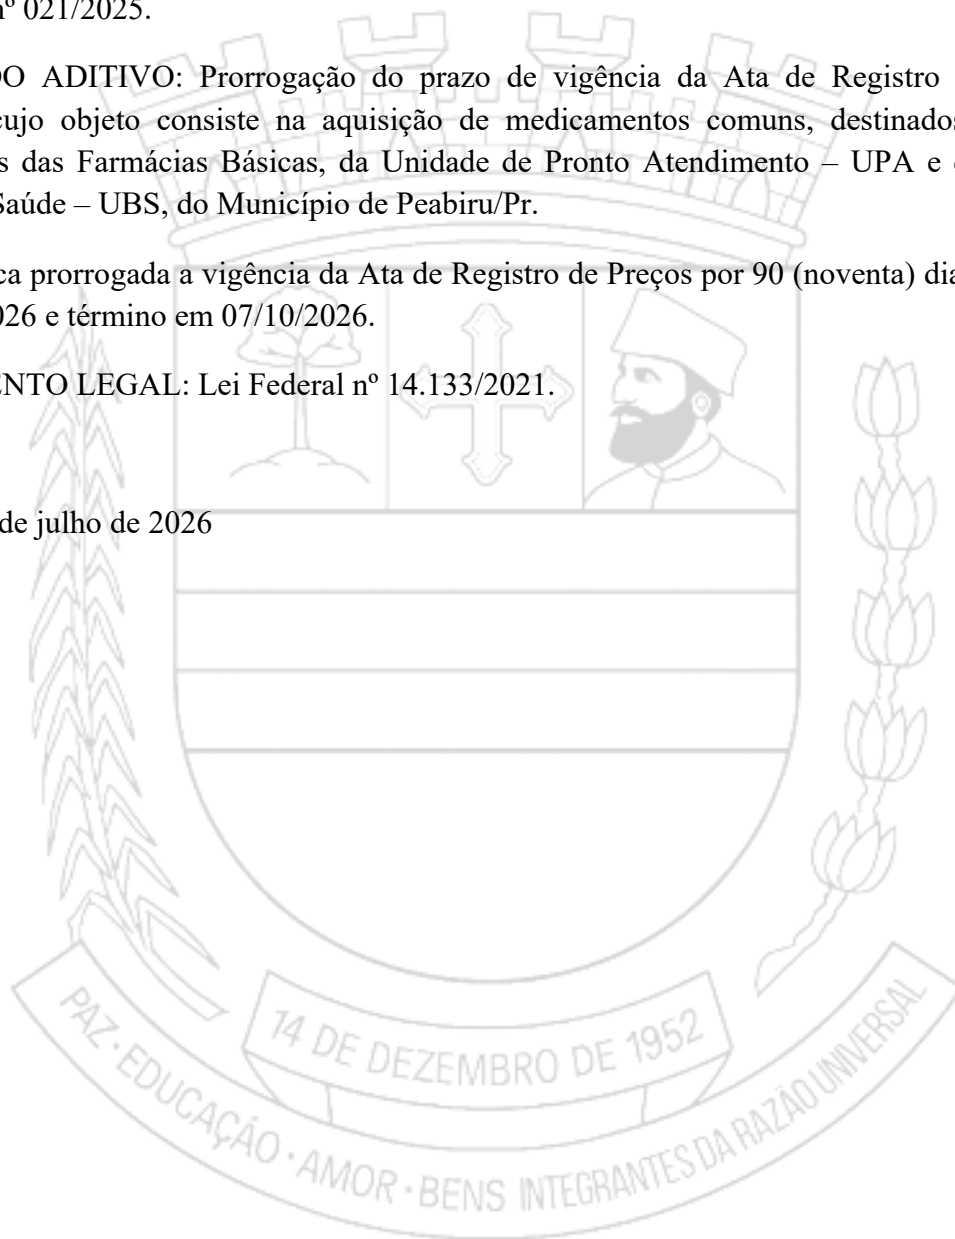 nº 021/2025.
DO ADITIVO: Prorrogação do prazo de vigência da Ata de Registro
cujo objeto consiste na aquisição de medicamentos comuns, destinados
s das Farmácias Básicas, da Unidade de Pronto Atendimento – UPA e
Saúde – UBS, do Município de Peabiru/Pr.
ca prorrogada a vigência da Ata de Registro de Preços por 90 (noventa) dia
026 e término em 07/10/2026.
ENTO LEGAL: Lei Federal nº 14.133/2021.
de julho de 2026
14 DE DEZEMBRO DE 1952
PAZ · EDUCAÇÃO · AMOR · BENS INTEGRANTES DA RAZÃO UNIVERSAL